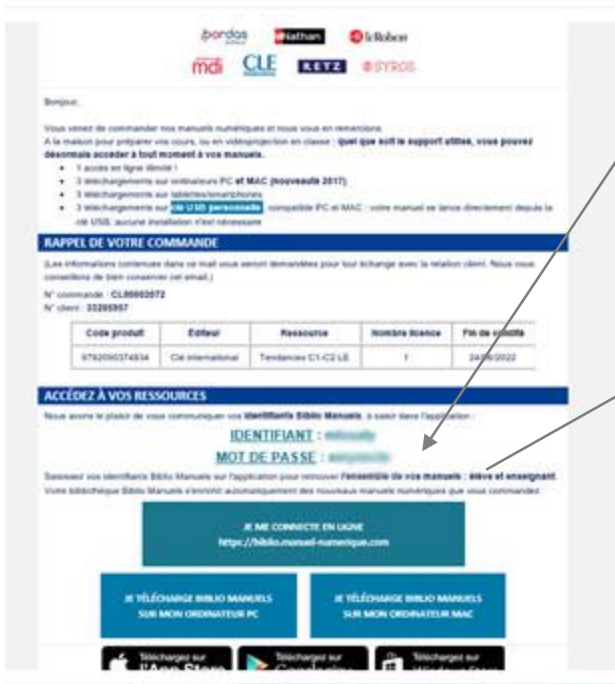 bordas Nathan leRobert
mdi CLE RETZ SYROS
Bonjour,
Vous venez de commander nos manuels numériques et nous vous en remercions.
A la maison pour préparer vos cours, ou en vidéoprojection en classe : quel que soit le support utilisé, vous pouvez
désormais accéder à tout moment à vos manuels.
• 1 accès en ligne illimité !
• 3 téléchargements sur ordinateurs PC et MAC (nouveauté 2017)
• 3 téléchargements sur tablettes/smartphones
• 3 téléchargements sur clé USB personnelle, compatible PC et MAC : votre manuel se lance directement depuis la
clé USB, aucune installation n'est nécessaire
RAPPEL DE VOTRE COMMANDE
(Les informations contenues dans ce mail vous seront demandées pour tout échange avec la relation client. Nous vous
conseillons de bien conserver cet email.)
N° commande : CL00002072
N° client : 33205957
Code produit Editeur Ressource Nombre licence Fin de validité
9782090374834 Clé international Tendances C1-C2 LE 1 24/08/2022
ACCÉDEZ À VOS RESSOURCES
Nous avons le plaisir de vous communiquer vos identifiants Biblio Manuels, à saisir dans l'application :
IDENTIFIANT :
MOT DE PASSE :
Saisissez vos identifiants Biblio Manuels sur l'application pour retrouver l'ensemble de vos manuels : élève et enseignant.
Votre bibliothèque Biblio Manuels s'enrichit automatiquement des nouveaux manuels numériques que vous commandez.
JE ME CONNECTE EN LIGNE
https://biblio.manuel-numerique.com
JE TÉLÉCHARGE BIBLIO MANUELS
SUR MON ORDINATEUR PC
JE TÉLÉCHARGE BIBLIO MANUELS
SUR MON ORDINATEUR MAC
Télécharger sur
l'App Store
Télécharger sur
Google play
Télécharger sur
Windows Store